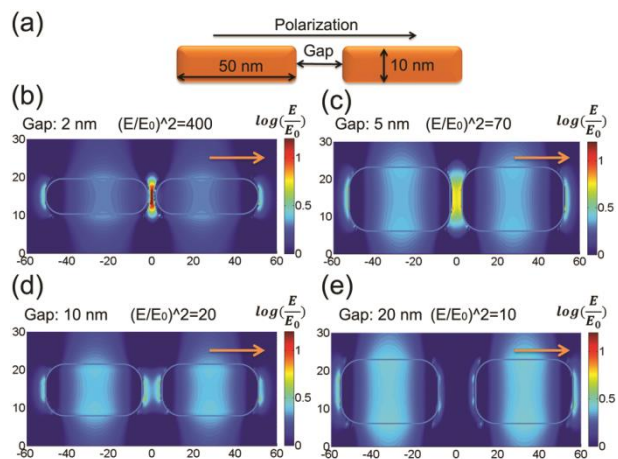 (a)
Polarization
Gap
50 nm
10 nm
(b)
Gap: 2 nm (E/E₀)^2=400
log(E/E₀)
1
0.5
0
30
20
10
0
-60 -40 -20 0 20 40 60
(c)
Gap: 5 nm (E/E₀)^2=70
log(E/E₀)
1
0.5
0
30
20
10
0
-60 -40 -20 0 20 40 60
(d)
Gap: 10 nm (E/E₀)^2=20
log(E/E₀)
1
0.5
0
30
20
10
0
-60 -40 -20 0 20 40 60
(e)
Gap: 20 nm (E/E₀)^2=10
log(E/E₀)
1
0.5
0
30
20
10
0
-60 -40 -20 0 20 40 60